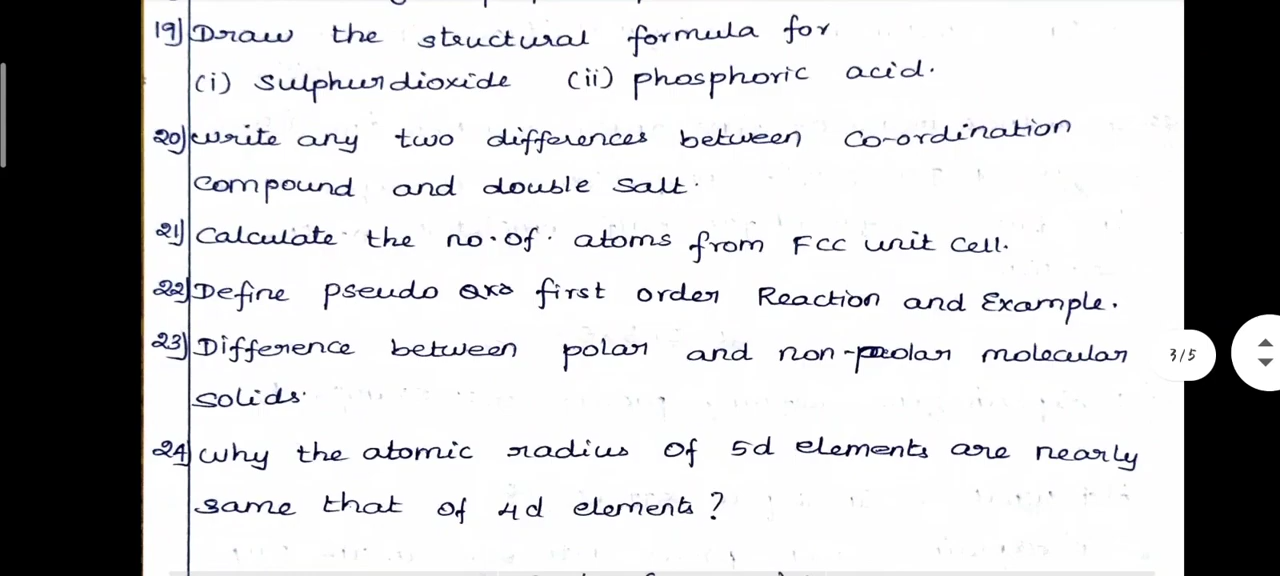 19) Draw the structural formula for
(i) Sulphurdioxide (ii) phosphoric acid.
20) write any two differences between Co-ordination
Compound and double salt.
21) Calculate the no.of. atoms from FCC unit cell.
22) Define pseudo first order Reaction and Example.
23) Difference between polar and non-polar molecular
3/5
solids.
24) why the atomic radius of 5d elements are nearly
same that of 4d elements?